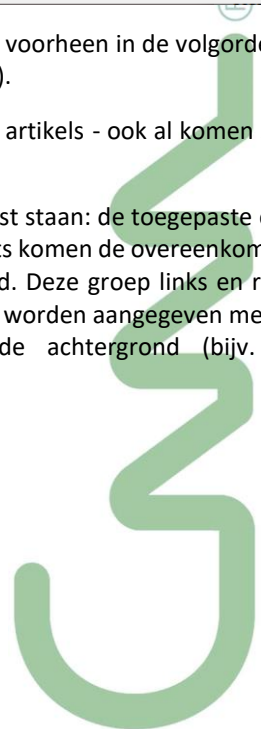 voorheen in de volgorde
).
artikels - ook al komen
st staan: de toegepaste
ts komen de overeenkom
d. Deze groep links en r
worden aangegeven me
de achtergrond (bijv.